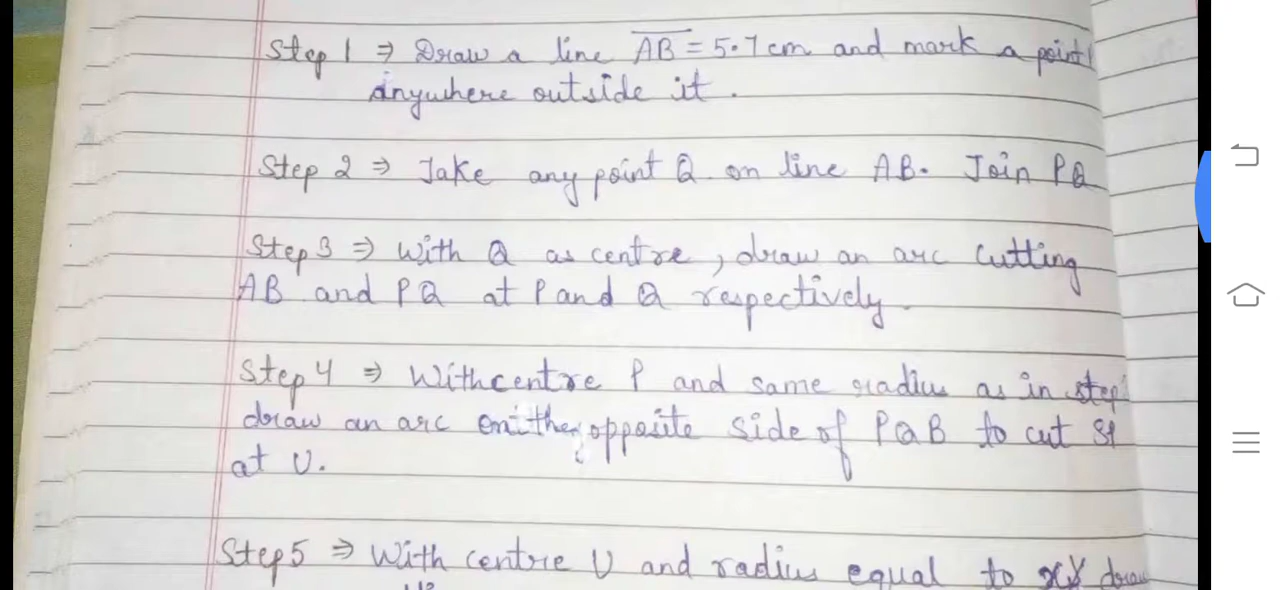 Step 1 ⇒ Draw a line AB = 5.7 cm and mark a point
anywhere outside it.
Step 2 ⇒ Take any point Q on line AB. Join PQ
Step 3 ⇒ With Q as centre, draw an arc cutting
AB and PQ at P and Q respectively.
Step 4 ⇒ With centre P and same radius as in step
draw an arc on the opposite side of PQB to cut
at U.
Step 5 ⇒ With centre U and radius equal to XY draw